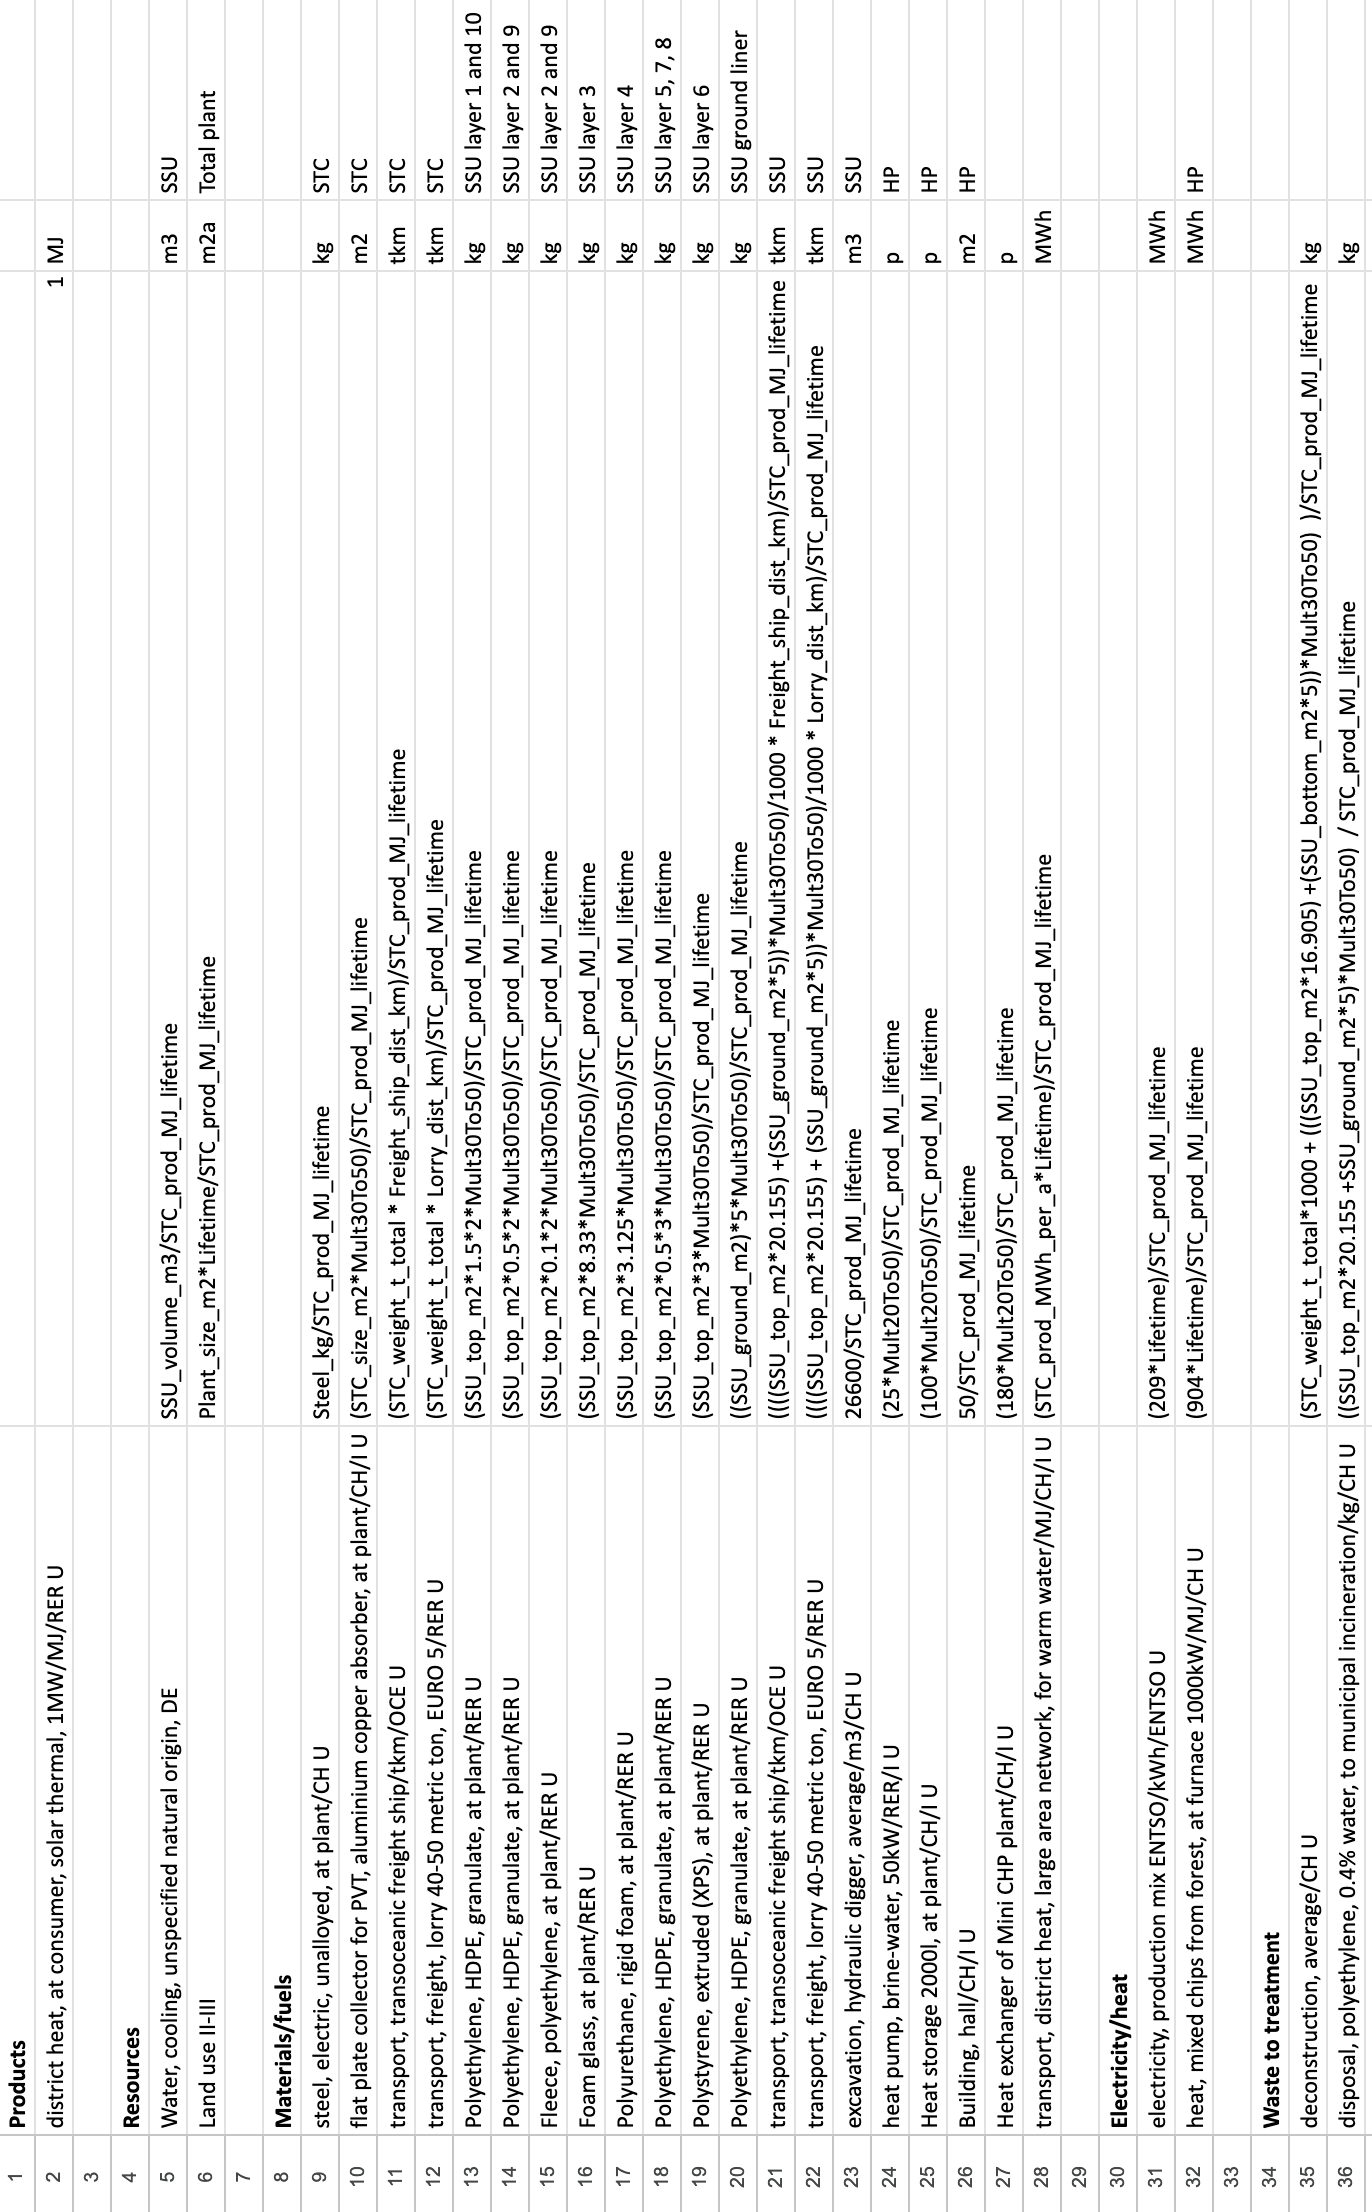 1 Products
2 district heat, at consumer, solar thermal, 1MW/MJ/RER U 1 MJ
3
4 Resources
5 Water, cooling, unspecified natural origin, DE SSU_volume_m3/STC_prod_MJ_lifetime m3 SSU
6 Land use II-III Plant_size_m2*Lifetime/STC_prod_MJ_lifetime m2a Total plant
7
8 Materials/fuels
9 steel, electric, unalloyed, at plant/CH U Steel_kg/STC_prod_MJ_lifetime kg STC
10 flat plate collector for PVT, aluminium copper absorber, at plant/CH/I U (STC_size_m2*Mult30To50)/STC_prod_MJ_lifetime m2 STC
11 transport, transoceanic freight ship/tkm/OCE U (STC_weight_t_total * Freight_ship_dist_km)/STC_prod_MJ_lifetime tkm STC
12 transport, freight, lorry 40-50 metric ton, EURO 5/RER U (STC_weight_t_total * Lorry_dist_km)/STC_prod_MJ_lifetime tkm STC
13 Polyethylene, HDPE, granulate, at plant/RER U (SSU_top_m2*1.5*2*Mult30To50)/STC_prod_MJ_lifetime kg SSU layer 1 and 10
14 Polyethylene, HDPE, granulate, at plant/RER U (SSU_top_m2*0.5*2*Mult30To50)/STC_prod_MJ_lifetime kg SSU layer 2 and 9
15 Fleece, polyethylene, at plant/RER U (SSU_top_m2*0.1*2*Mult30To50)/STC_prod_MJ_lifetime kg SSU layer 2 and 9
16 Foam glass, at plant/RER U (SSU_top_m2*8.33*Mult30To50)/STC_prod_MJ_lifetime kg SSU layer 3
17 Polyurethane, rigid foam, at plant/RER U (SSU_top_m2*3.125*Mult30To50)/STC_prod_MJ_lifetime kg SSU layer 4
18 Polyethylene, HDPE, granulate, at plant/RER U (SSU_top_m2*0.5*3*Mult30To50)/STC_prod_MJ_lifetime kg SSU layer 5, 7, 8
19 Polystyrene, extruded (XPS), at plant/RER U (SSU_top_m2*3*Mult30To50)/STC_prod_MJ_lifetime kg SSU layer 6
20 Polyethylene, HDPE, granulate, at plant/RER U ((SSU_ground_m2)*5*Mult30To50)/STC_prod_MJ_lifetime kg SSU ground liner
21 transport, transoceanic freight ship/tkm/OCE U ((((SSU_top_m2*20.155) +(SSU_ground_m2*5))*Mult30To50)/1000 * Freight_ship_dist_km)/STC_prod_MJ_lifetime tkm SSU
22 transport, freight, lorry 40-50 metric ton, EURO 5/RER U ((((SSU_top_m2*20.155) + (SSU_ground_m2*5))*Mult30To50)/1000 * Lorry_dist_km)/STC_prod_MJ_lifetime tkm SSU
23 excavation, hydraulic digger, average/m3/CH U 26600/STC_prod_MJ_lifetime m3 SSU
24 heat pump, brine-water, 50kW/RER/I U (25*Mult20To50)/STC_prod_MJ_lifetime p HP
25 Heat storage 2000l, at plant/CH/I U (100*Mult20To50)/STC_prod_MJ_lifetime p HP
26 Building, hall/CH/I U 50/STC_prod_MJ_lifetime m2 HP
27 Heat exchanger of Mini CHP plant/CH/I U (180*Mult20To50)/STC_prod_MJ_lifetime p
28 transport, district heat, large area network, for warm water/MJ/CH/I U (STC_prod_MWh_per_a*Lifetime)/STC_prod_MJ_lifetime MWh
29
30 Electricity/heat
31 electricity, production mix ENTSO/kWh/ENTSO U (209*Lifetime)/STC_prod_MJ_lifetime MWh
32 heat, mixed chips from forest, at furnace 1000kW/MJ/CH U (904*Lifetime)/STC_prod_MJ_lifetime MWh HP
33
34 Waste to treatment
35 deconstruction, average/CH U (STC_weight_t_total*1000 + (((SSU_top_m2*16.905) +(SSU_bottom_m2*5))*Mult30To50) )/STC_prod_MJ_lifetime kg
36 disposal, polyethylene, 0.4% water, to municipal incineration/kg/CH U ((SSU_top_m2*20.155 +SSU_ground_m2*5)*Mult30To50) / STC_prod_MJ_lifetime kg